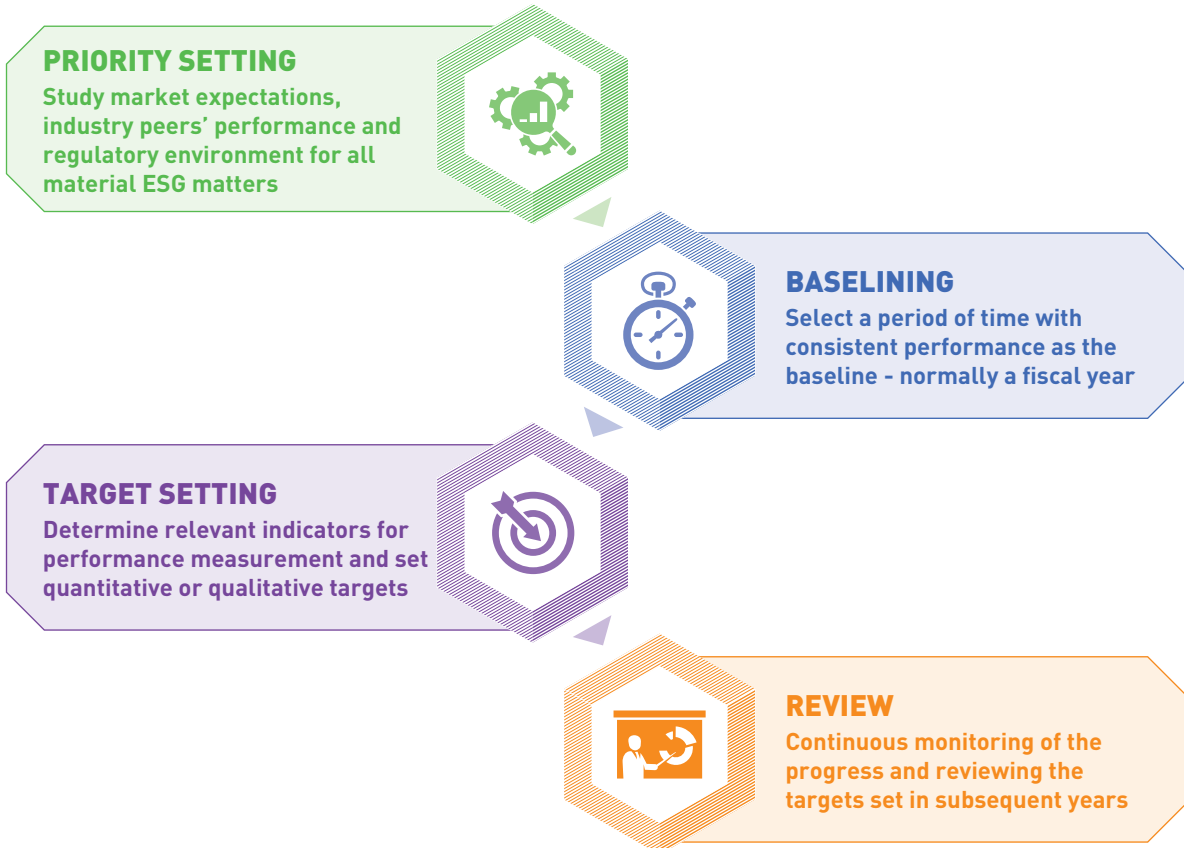 PRIORITY SETTING
Study market expectations,
industry peers’ performance and
regulatory environment for all
material ESG matters
BASELINING
Select a period of time with
consistent performance as the
baseline - normally a fiscal year
TARGET SETTING
Determine relevant indicators for
performance measurement and set
quantitative or qualitative targets
REVIEW
Continuous monitoring of the
progress and reviewing the
targets set in subsequent years